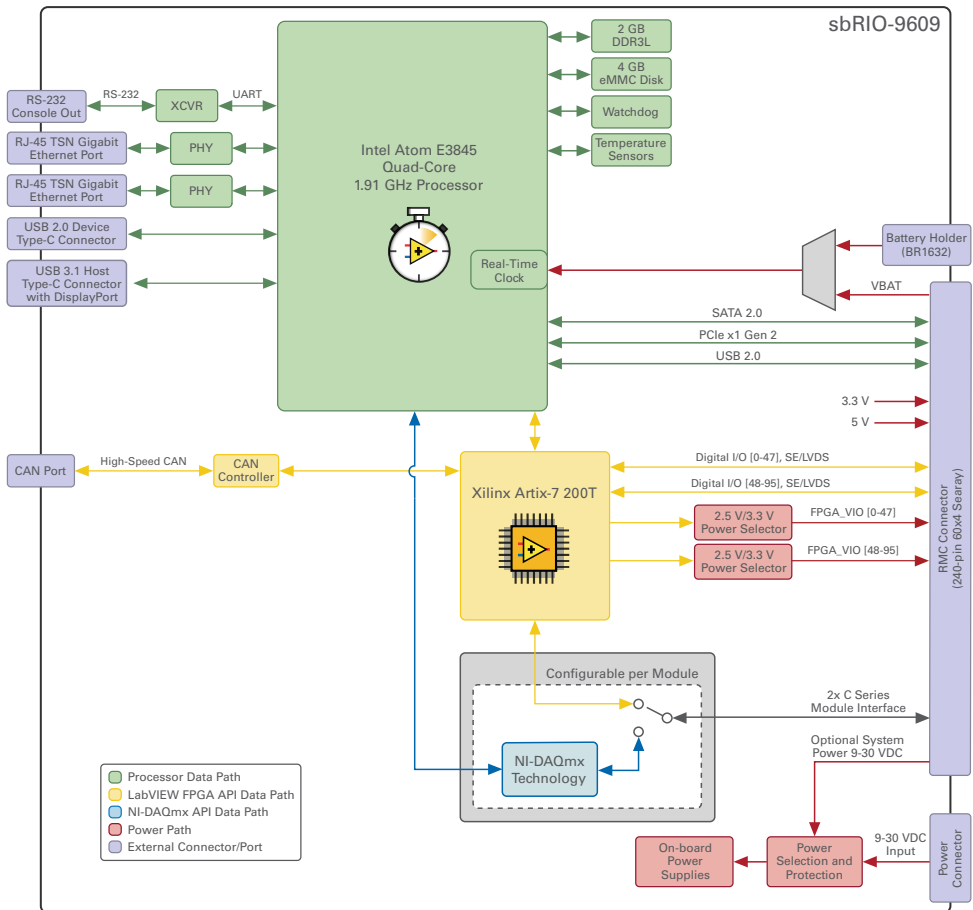 sbRIO-9609
2 GB
DDR3L
4 GB
eMMC Disk
Watchdog
Temperature
Sensors
RS-232
Console Out
RS-232
XCVR
UART
RJ-45 TSN Gigabit
Ethernet Port
PHY
RJ-45 TSN Gigabit
Ethernet Port
PHY
USB 2.0 Device
Type-C Connector
USB 3.1 Host
Type-C Connector
with DisplayPort
Intel Atom E3845
Quad-Core
1.91 GHz Processor
Real-Time
Clock
Battery Holder
(BR1632)
VBAT
SATA 2.0
PCIe x1 Gen 2
USB 2.0
3.3 V
5 V
CAN Port
High-Speed CAN
CAN
Controller
Xilinx Artix-7 200T
Digital I/O [0-47], SE/LVDS
Digital I/O [48-95], SE/LVDS
2.5 V/3.3 V
Power Selector
FPGA_VIO [0-47]
2.5 V/3.3 V
Power Selector
FPGA_VIO [48-95]
RMC Connector
(240-pin 60x4 Searay)
Configurable per Module
NI-DAQmx
Technology
2x C Series
Module Interface
Optional System
Power 9-30 VDC
Processor Data Path
LabVIEW FPGA API Data Path
NI-DAQmx API Data Path
Power Path
External Connector/Port
On-board
Power
Supplies
Power
Selection and
Protection
9-30 VDC
Input
Power
Connector